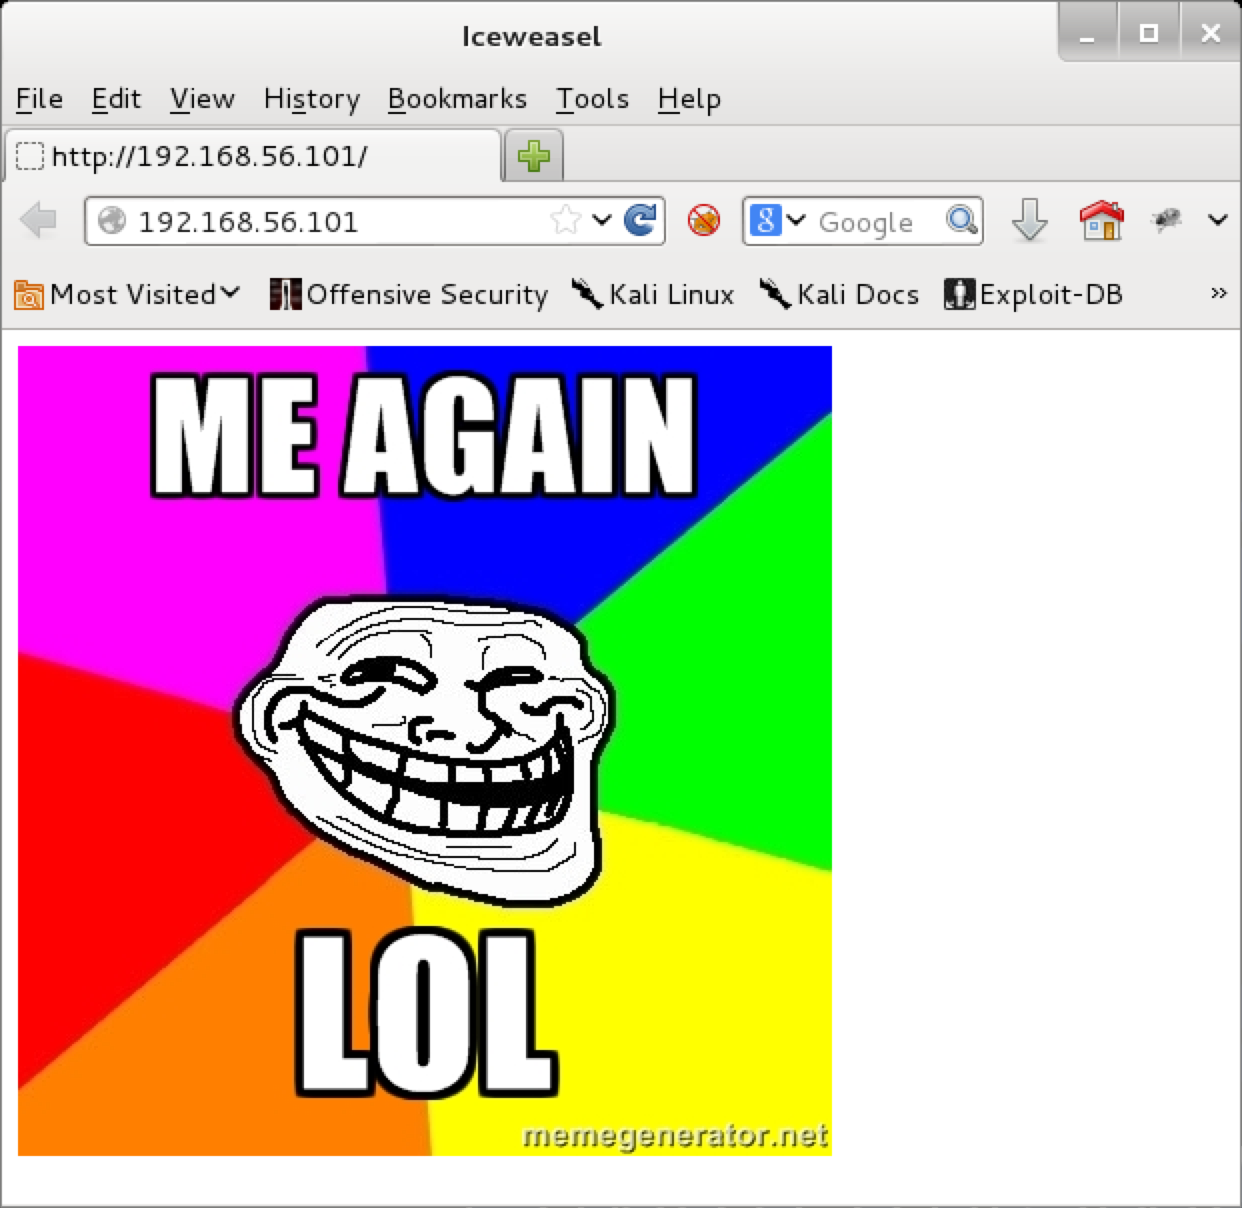 Iceweasel
File Edit View History Bookmarks Tools Help
http://192.168.56.101/
192.168.56.101 8 Google
Most Visited Offensive Security Kali Linux Kali Docs Exploit-DB »
ME AGAIN
LOL
memegenerator.net